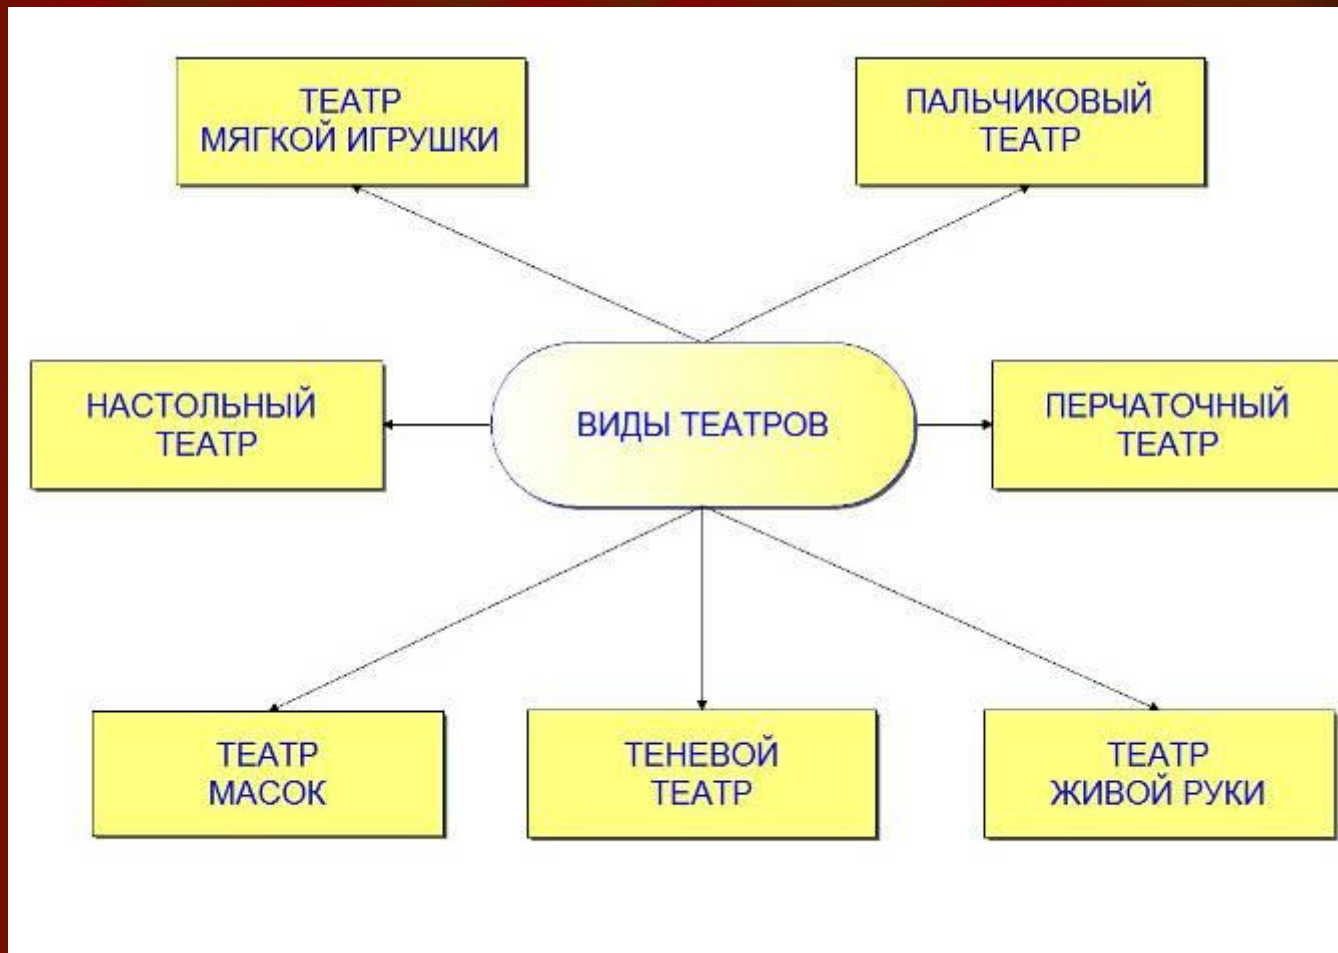 ТЕАТР
МЯГКОЙ ИГРУШКИ
ПАЛЬЧИКОВЫЙ
ТЕАТР
НАСТОЛЬНЫЙ
ТЕАТР
ВИДЫ ТЕАТРОВ
ПЕРЧАТОЧНЫЙ
ТЕАТР
ТЕАТР
МАСОК
ТЕНЕВОЙ
ТЕАТР
ТЕАТР
ЖИВОЙ РУКИ